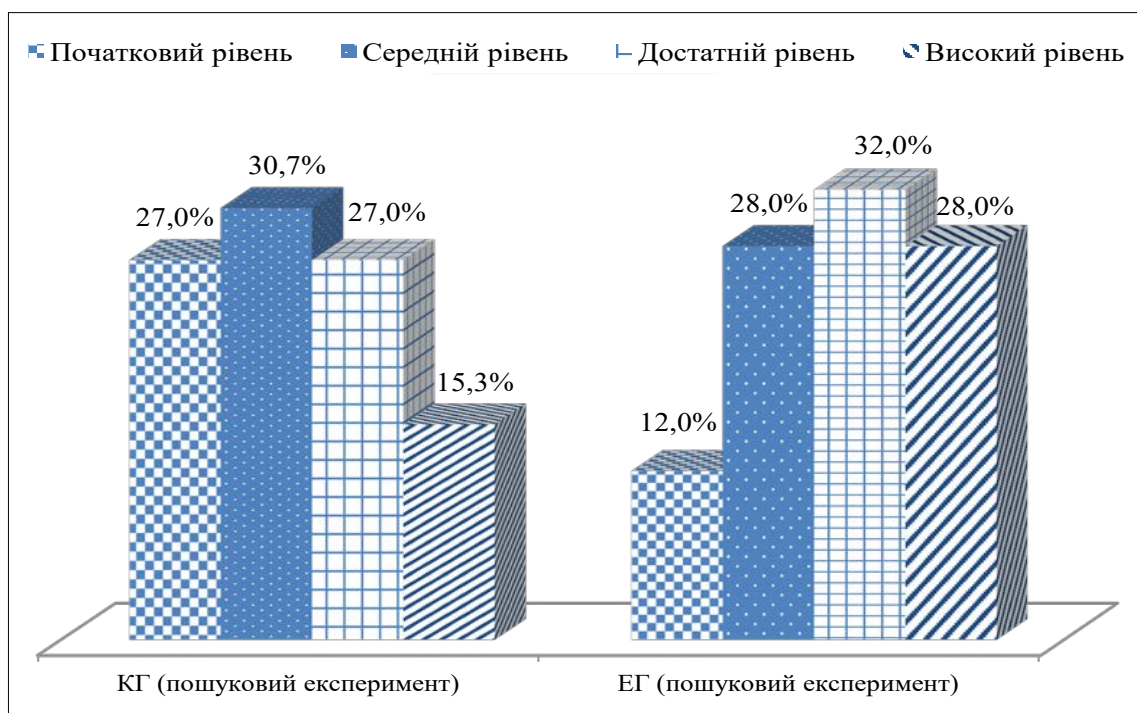 Початковий рівень Середній рівень Достатній рівень Високий рівень
27,0% 30,7% 27,0% 15,3%
12,0% 28,0% 32,0% 28,0%
КГ (пошуковий експеримент) ЕГ (пошуковий експеримент)